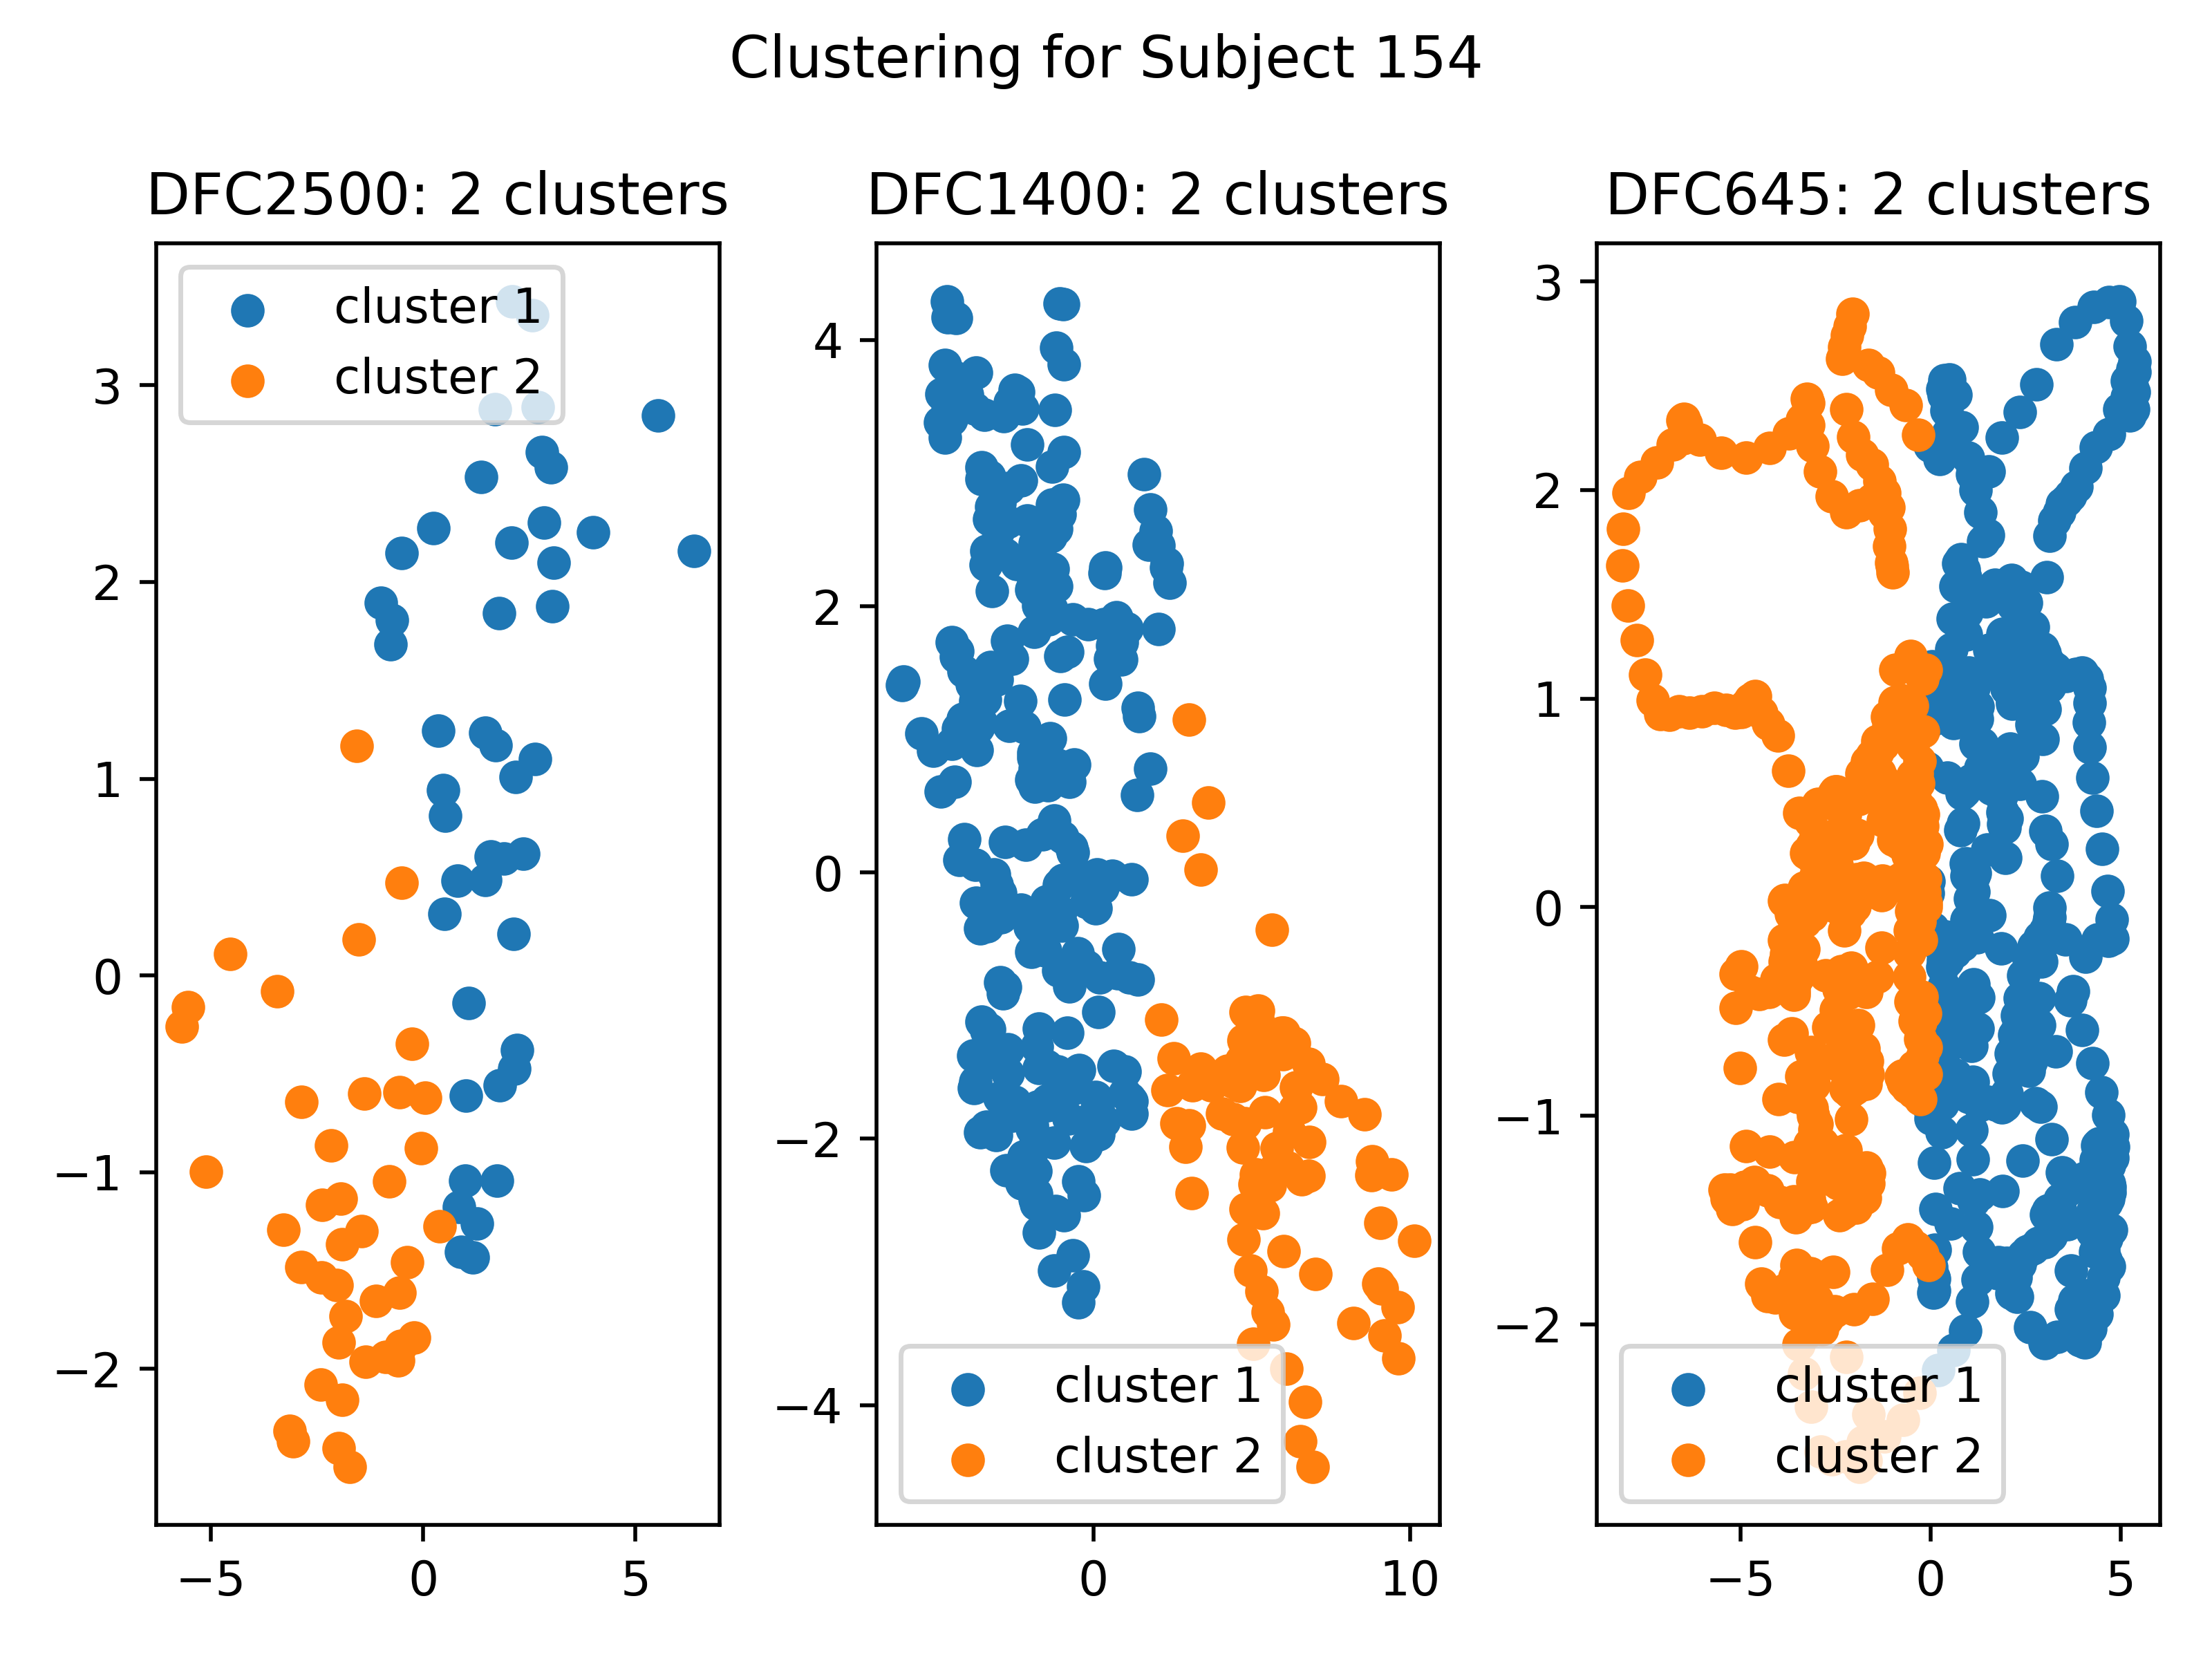 Clustering for Subject 154
DFC2500: 2 clusters
DFC1400: 2 clusters
DFC645: 2 clusters
cluster 1
cluster 2
3
2
1
0
−1
−2
−5
0
5
4
2
0
−2
−4
cluster 1
cluster 2
0
10
3
2
1
0
−1
−2
cluster 1
cluster 2
−5
0
5